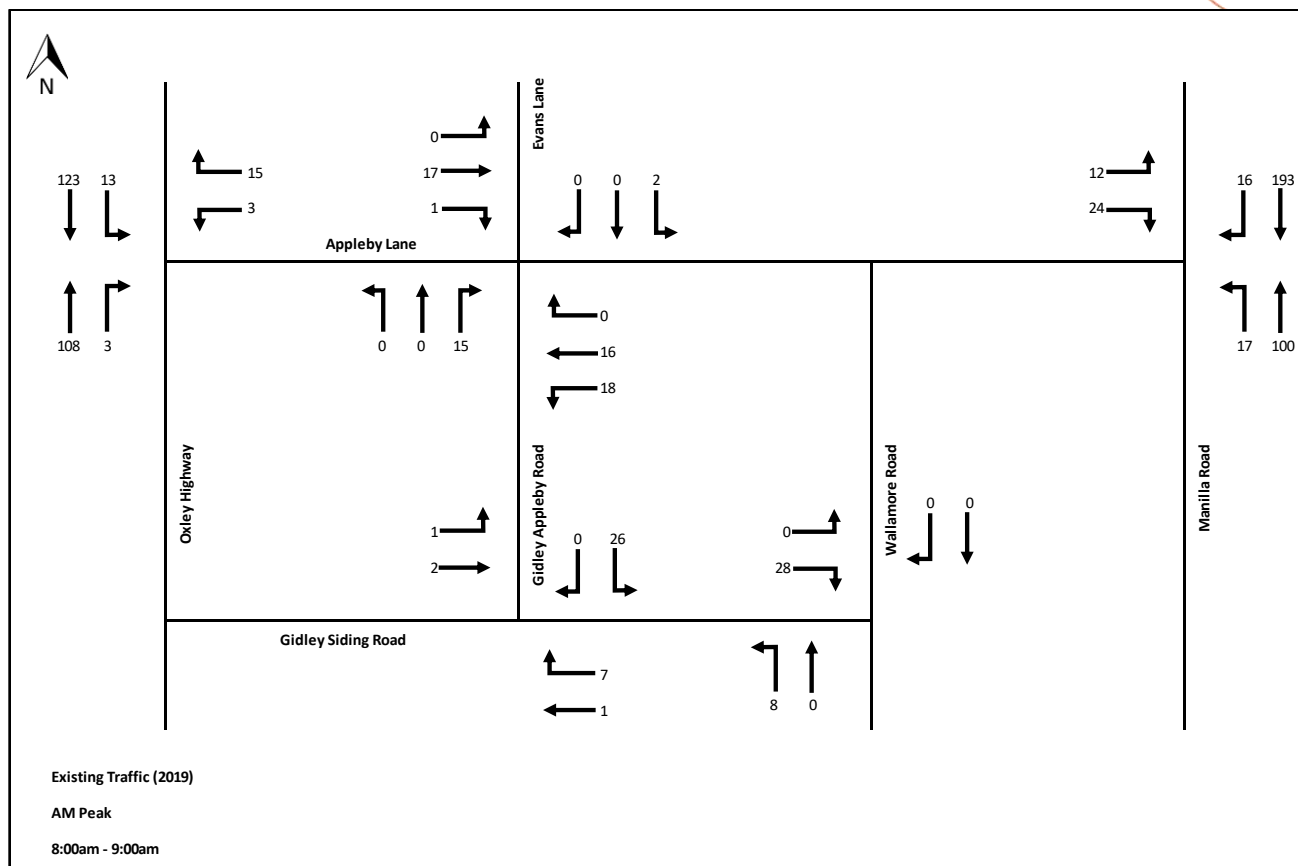 N
Evans Lane
0
17
1
15
3
123 13
0 0 2
12
24
16 193
Appleby Lane
108 3
0 0 15
0
16
18
17 100
Oxley Highway
Gidley Appleby Road
Wallamore Road
Manilla Road
1
2
0 26
0
28
0 0
Gidley Siding Road
7
1
8 0
Existing Traffic (2019)
AM Peak
8:00am - 9:00am